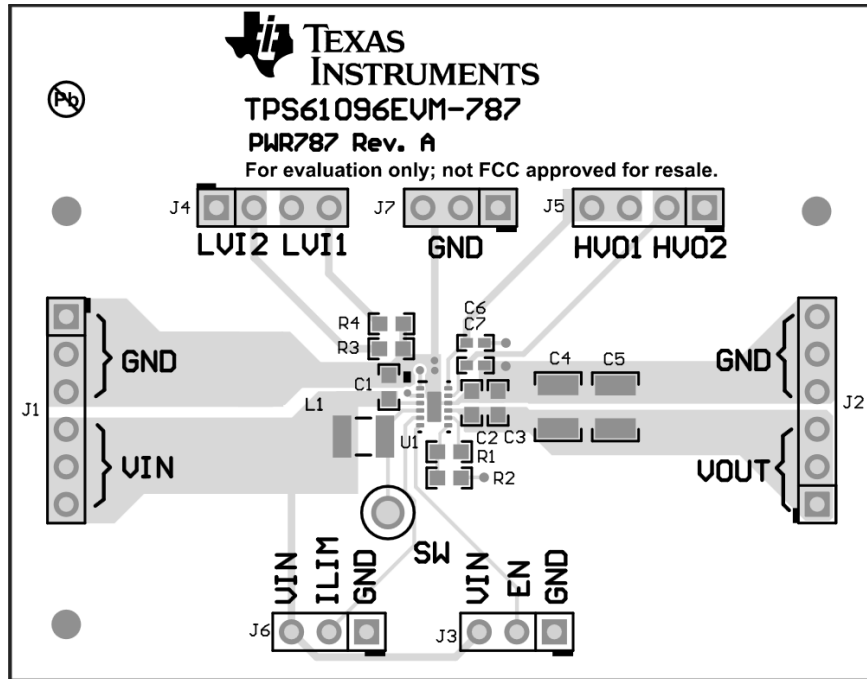 TEXAS
INSTRUMENTS
Pb
TPS61096EVM-787
PWR787 Rev. A
For evaluation only; not FCC approved for resale.
J4
J7
J5
LVI2 LVI1
GND
HVO1 HVO2
R4
R3
C6
C7
GND
C1
C4
C5
GND
J1
L1
U1
C2
C3
J2
R1
VIN
R2
VOUT
SW
VIN
ILIM
GND
VIN
EN
GND
J6
J3